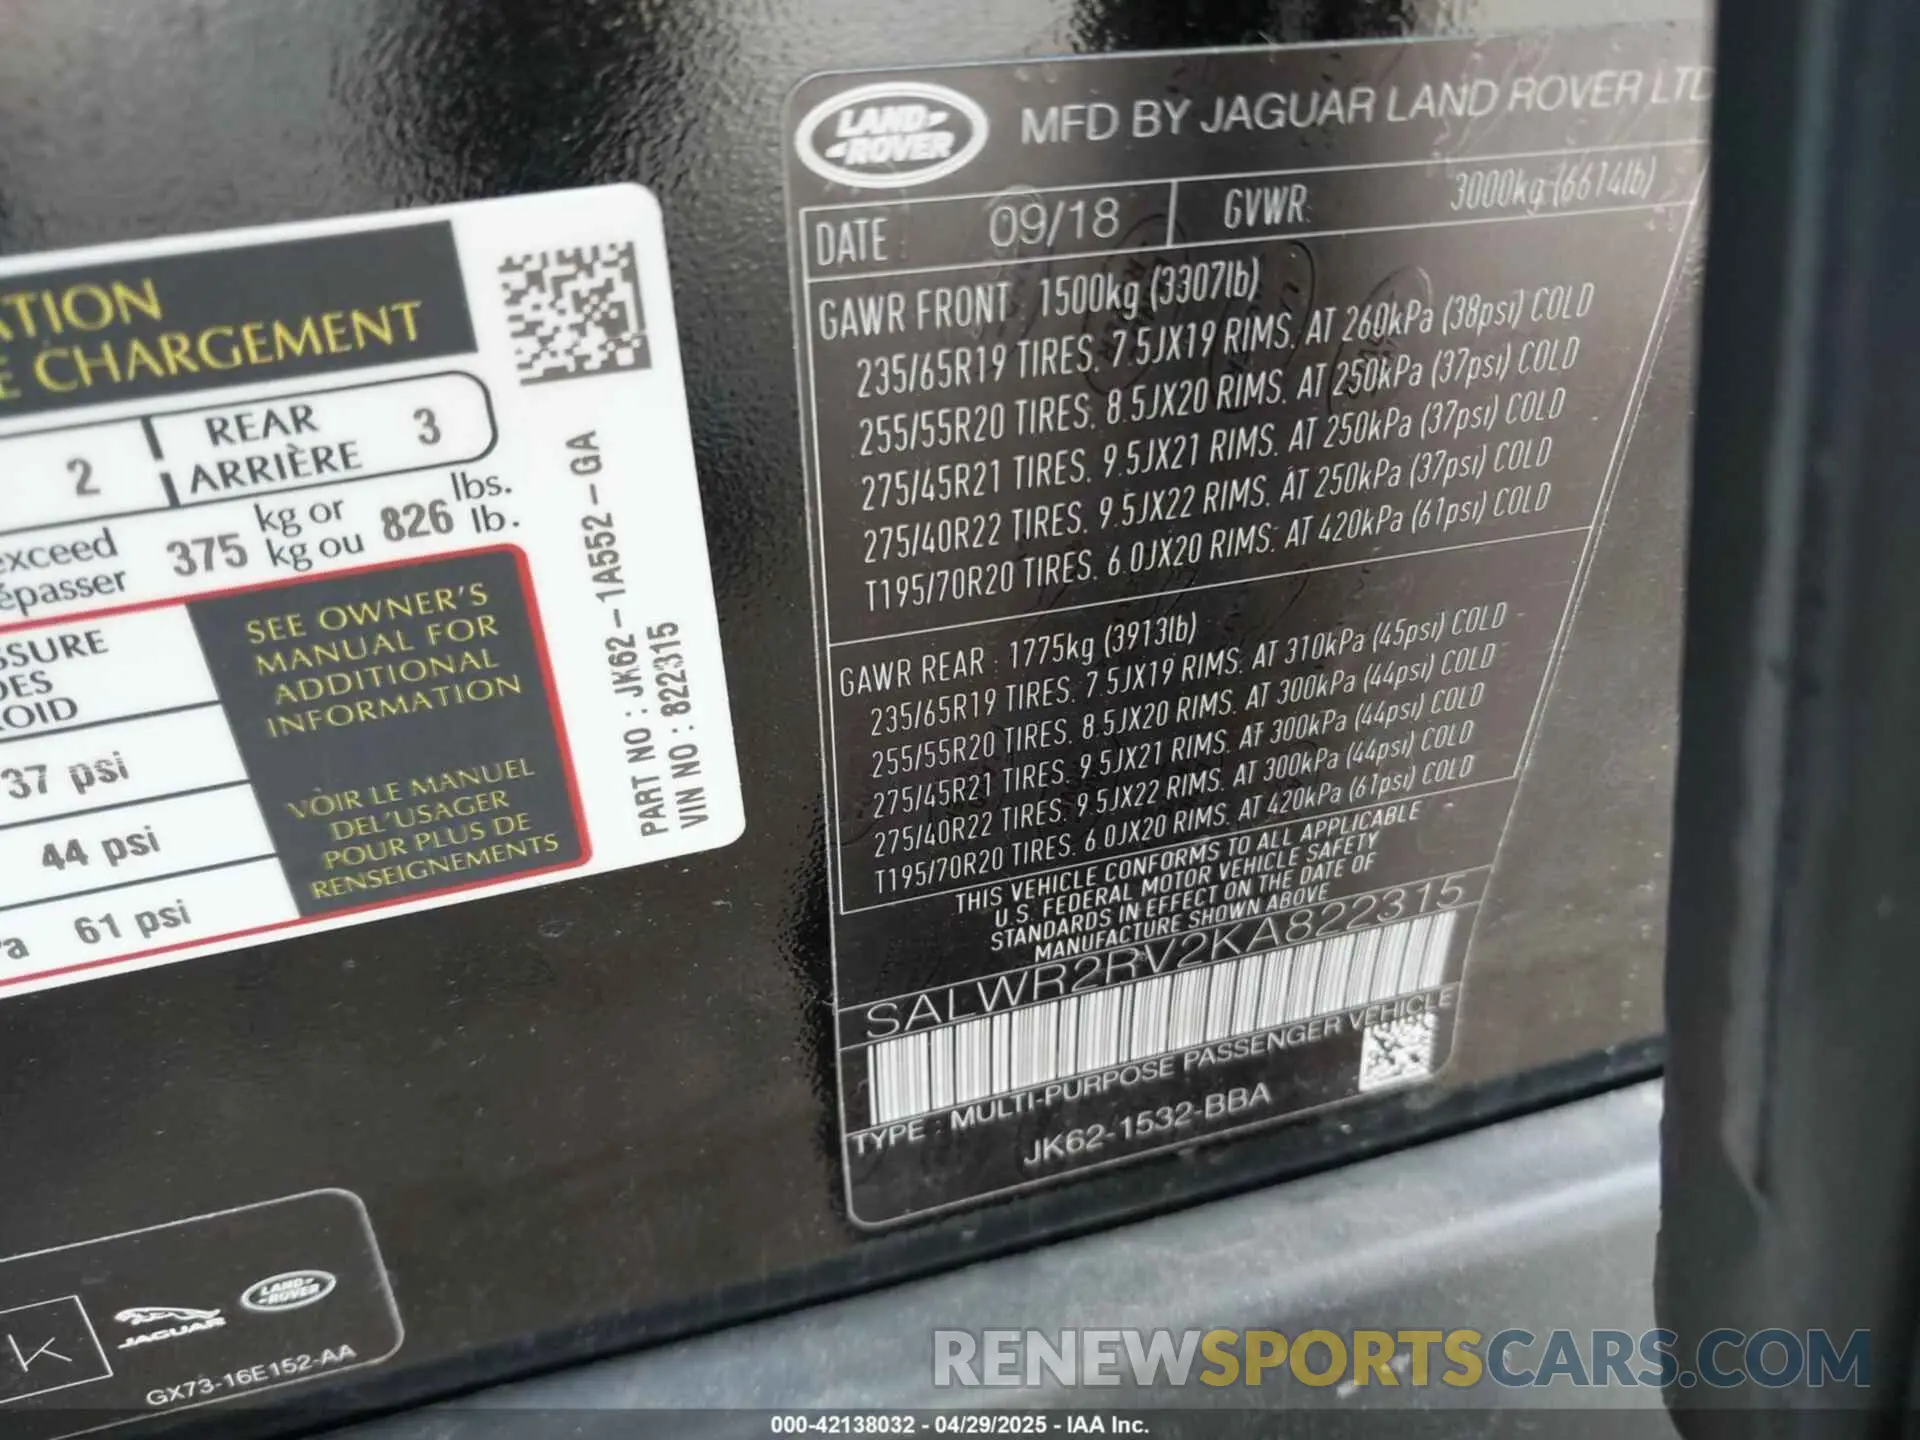 TION
E CHARGEMENT
2
REAR
ARRIÈRE
3
exceed
épasser
375
kg or
kg ou
826
lbs.
lb.
SSURE
DES
ROID
37 psi
44 psi
a 61 psi
SEE OWNER'S
MANUAL FOR
ADDITIONAL
INFORMATION
VOIR LE MANUEL
DEL'USAGER
POUR PLUS DE
RENSEIGNEMENTS
PART NO : JK62-1A552-GA
VIN NO : 822315
LAND-
-ROVER
MFD BY JAGUAR LAND ROVER LTD
DATE : 09/18 GVWR 3000kg (6614lb)
GAWR FRONT : 1500kg (3307lb)
235/65R19 TIRES. 7.5JX19 RIMS. AT 260kPa (38psi) COLD
255/55R20 TIRES. 8.5JX20 RIMS. AT 250kPa (37psi) COLD
275/45R21 TIRES. 9.5JX21 RIMS. AT 250kPa (37psi) COLD
275/40R22 TIRES. 9.5JX22 RIMS. AT 250kPa (37psi) COLD
T195/70R20 TIRES. 6.0JX20 RIMS. AT 420kPa (61psi) COLD
GAWR REAR : 1775kg (3913lb)
235/65R19 TIRES. 7.5JX19 RIMS. AT 310kPa (45psi) COLD
255/55R20 TIRES. 8.5JX20 RIMS. AT 300kPa (44psi) COLD
275/45R21 TIRES. 9.5JX21 RIMS. AT 300kPa (44psi) COLD
275/40R22 TIRES. 9.5JX22 RIMS. AT 300kPa (44psi) COLD
T195/70R20 TIRES. 6.0JX20 RIMS. AT 420kPa (61psi) COLD
THIS VEHICLE CONFORMS TO ALL APPLICABLE
U.S. FEDERAL MOTOR VEHICLE SAFETY
STANDARDS IN EFFECT ON THE DATE OF
MANUFACTURE SHOWN ABOVE
SALWR2RV2KA822315
TYPE : MULTI-PURPOSE PASSENGER VEHICLE
JK62-1532-BBA
K
JAGUAR
LAND-
-ROVER
GX73-16E152-AA
RENEWSPORTSCARS.COM
000-42138032 - 04/29/2025 - IAA Inc.